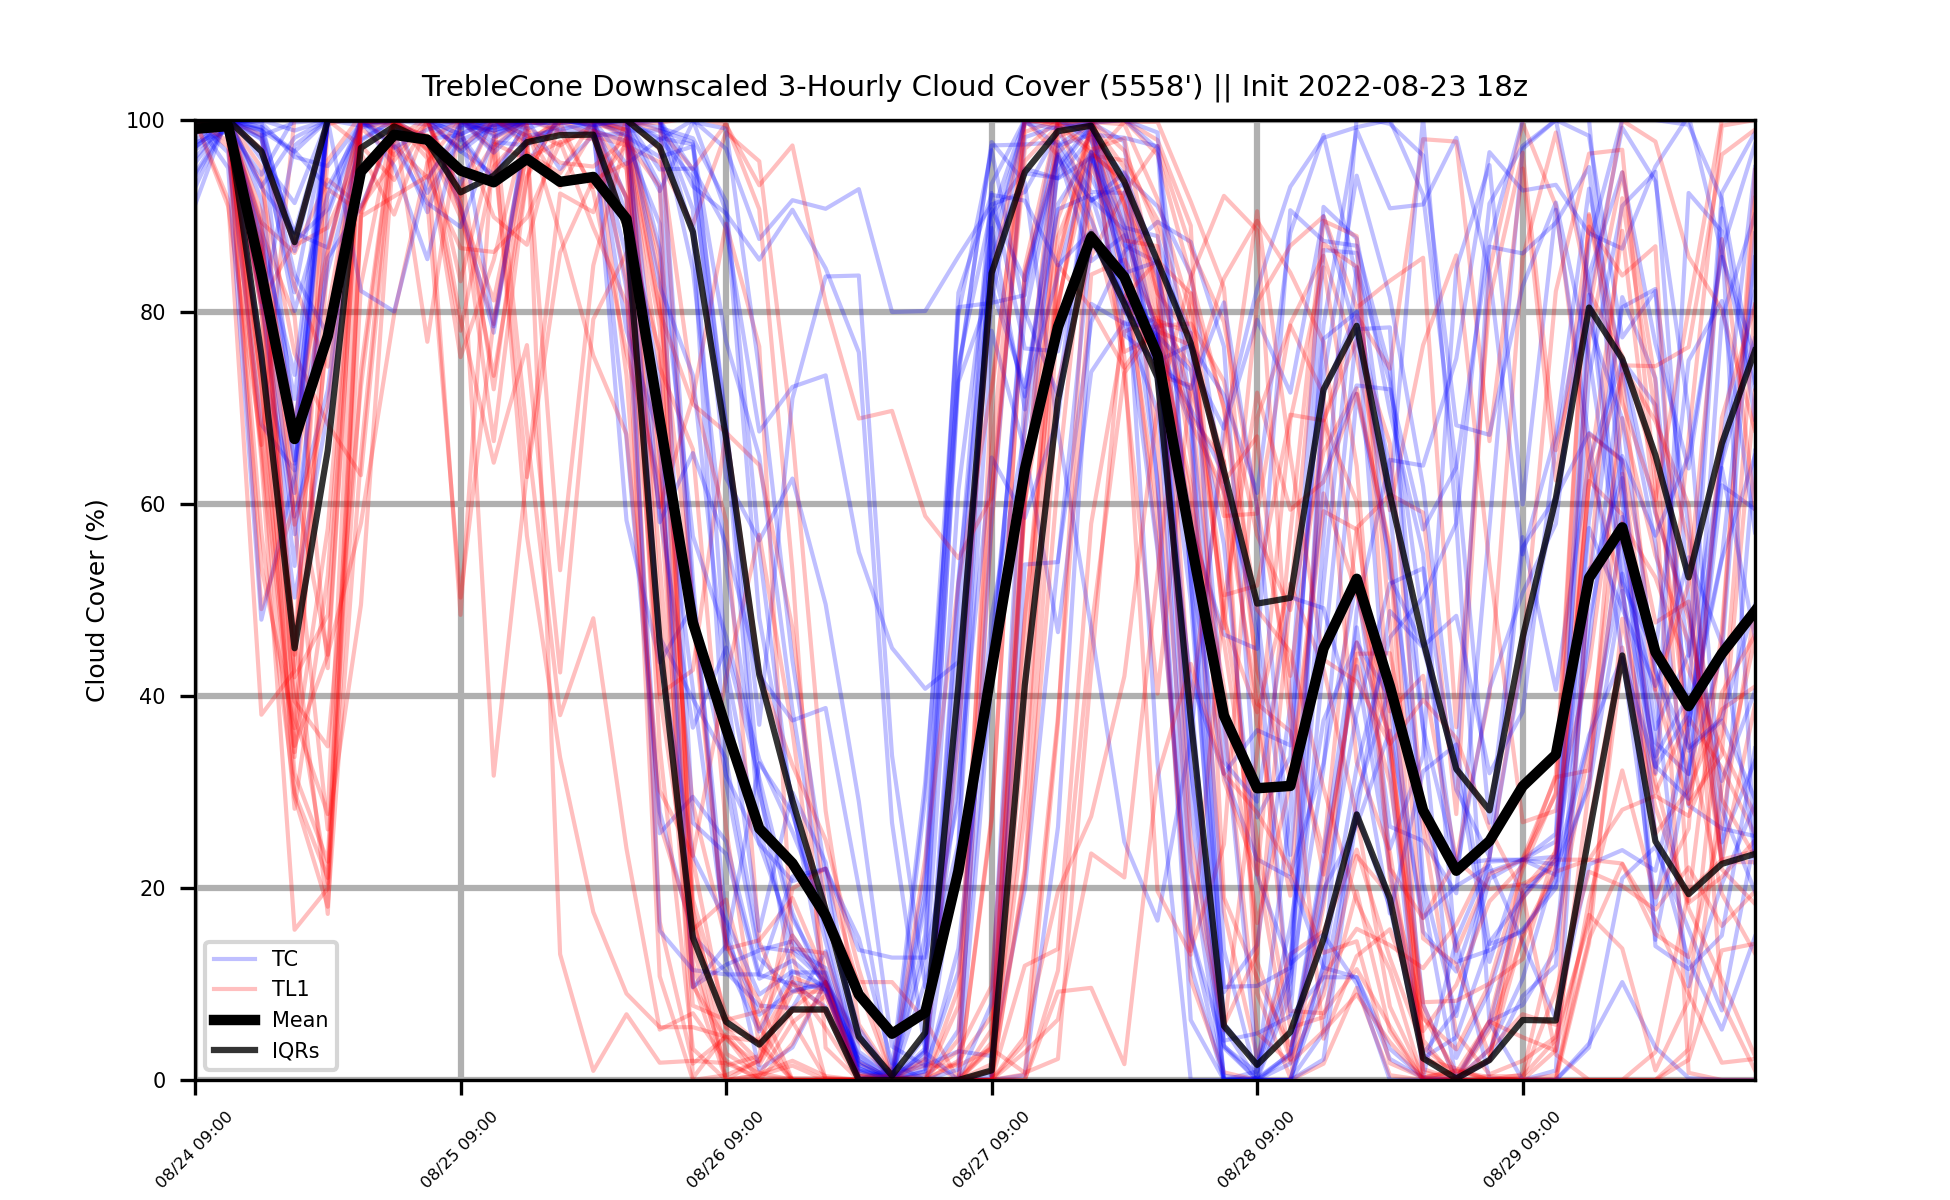 TrebleCone Downscaled 3-Hourly Cloud Cover (5558') || Init 2022-08-23 18z
Cloud Cover (%)
100
80
60
40
20
0
TC
TL1
Mean
IQRs
08/24 09:00
08/25 09:00
08/26 09:00
08/27 09:00
08/28 09:00
08/29 09:00